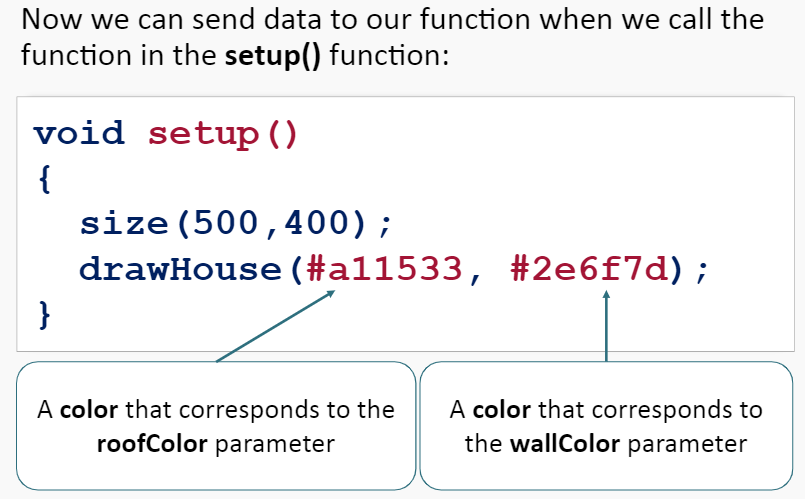 Now we can send data to our function when we call the
function in the setup() function:
void setup()
{
size(500,400);
drawHouse(#a11533, #2e6f7d);
}
A color that corresponds to the
roofColor parameter
A color that corresponds to
the wallColor parameter